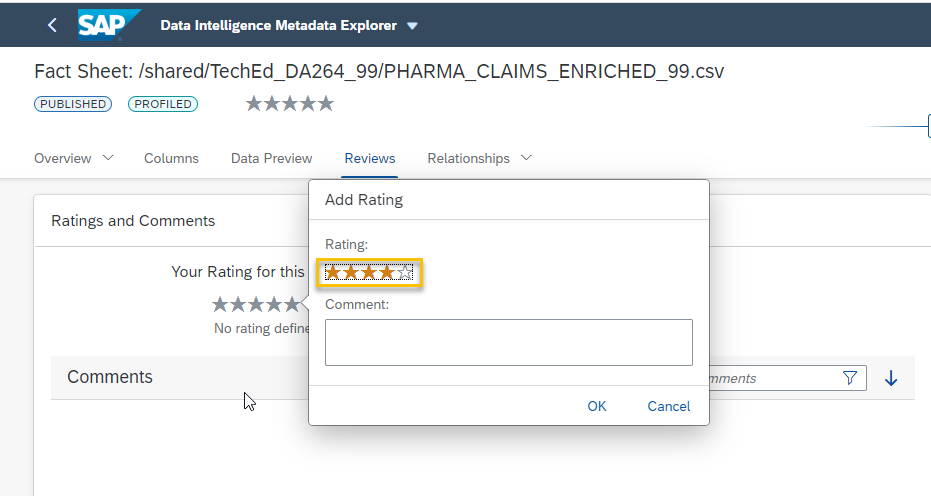 SAP Data Intelligence Metadata Explorer
Fact Sheet: /shared/TechEd_DA264_99/PHARMA_CLAIMS_ENRICHED_99.csv
PUBLISHED PROFILED
Overview Columns Data Preview Reviews Relationships
Ratings and Comments
Your Rating for this
No rating define
Comments
Add Rating
Rating:
Comment:
OK Cancel
mments